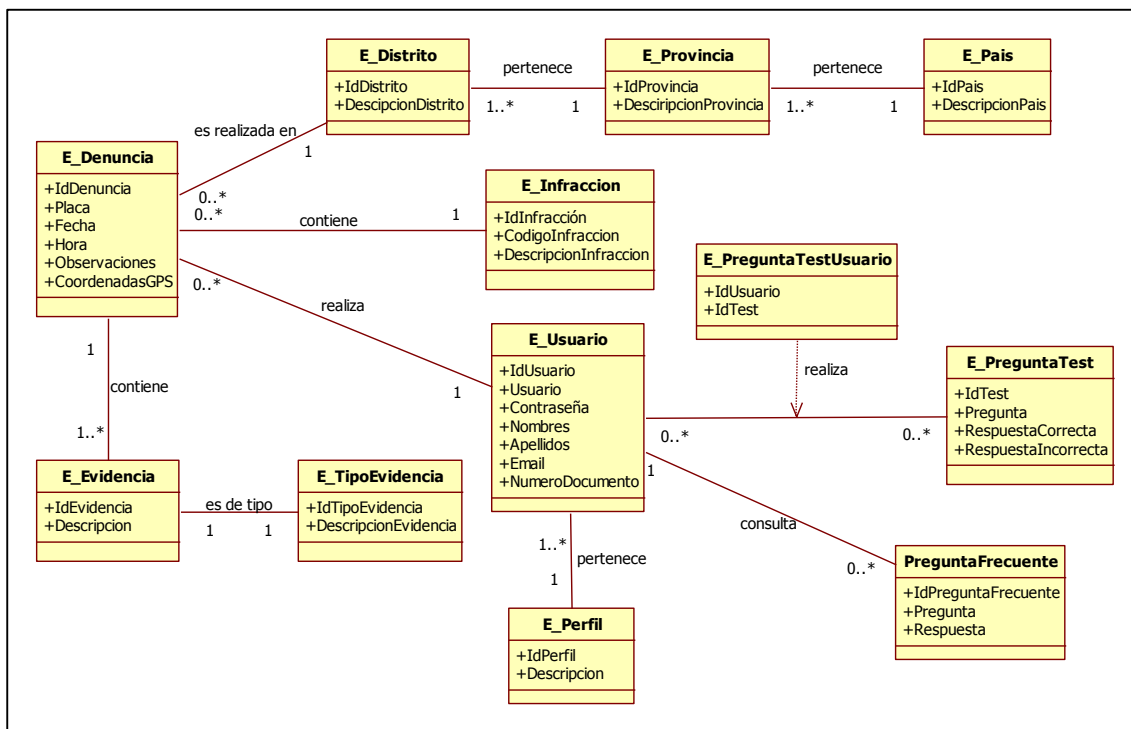 E_Distrito
+IdDistrito
+DescipcionDistrito
pertenece
1..*
1
E_Provincia
+IdProvincia
+DesciripcionProvincia
pertenece
1..*
1
E_Pais
+IdPais
+DescripcionPais
es realizada en
1
0..*
E_Denuncia
+IdDenuncia
+Placa
+Fecha
+Hora
+Observaciones
+CoordenadasGPS
0..*
contiene
1
E_Infraccion
+IdInfracción
+CodigoInfraccion
+DescripcionInfraccion
0..*
realiza
1
E_PreguntaTestUsuario
+IdUsuario
+IdTest
realiza
E_Usuario
+IdUsuario
+Usuario
+Contraseña
+Nombres
+Apellidos
+Email
+NumeroDocumento
0..*
0..*
E_PreguntaTest
+IdTest
+Pregunta
+RespuestaCorrecta
+RespuestaIncorrecta
1
contiene
1..*
E_Evidencia
+IdEvidencia
+Descripcion
es de tipo
1
1
E_TipoEvidencia
+IdTipoEvidencia
+DescripcionEvidencia
1
consulta
0..*
PreguntaFrecuente
+IdPreguntaFrecuente
+Pregunta
+Respuesta
1..*
pertenece
1
E_Perfil
+IdPerfil
+Descripcion